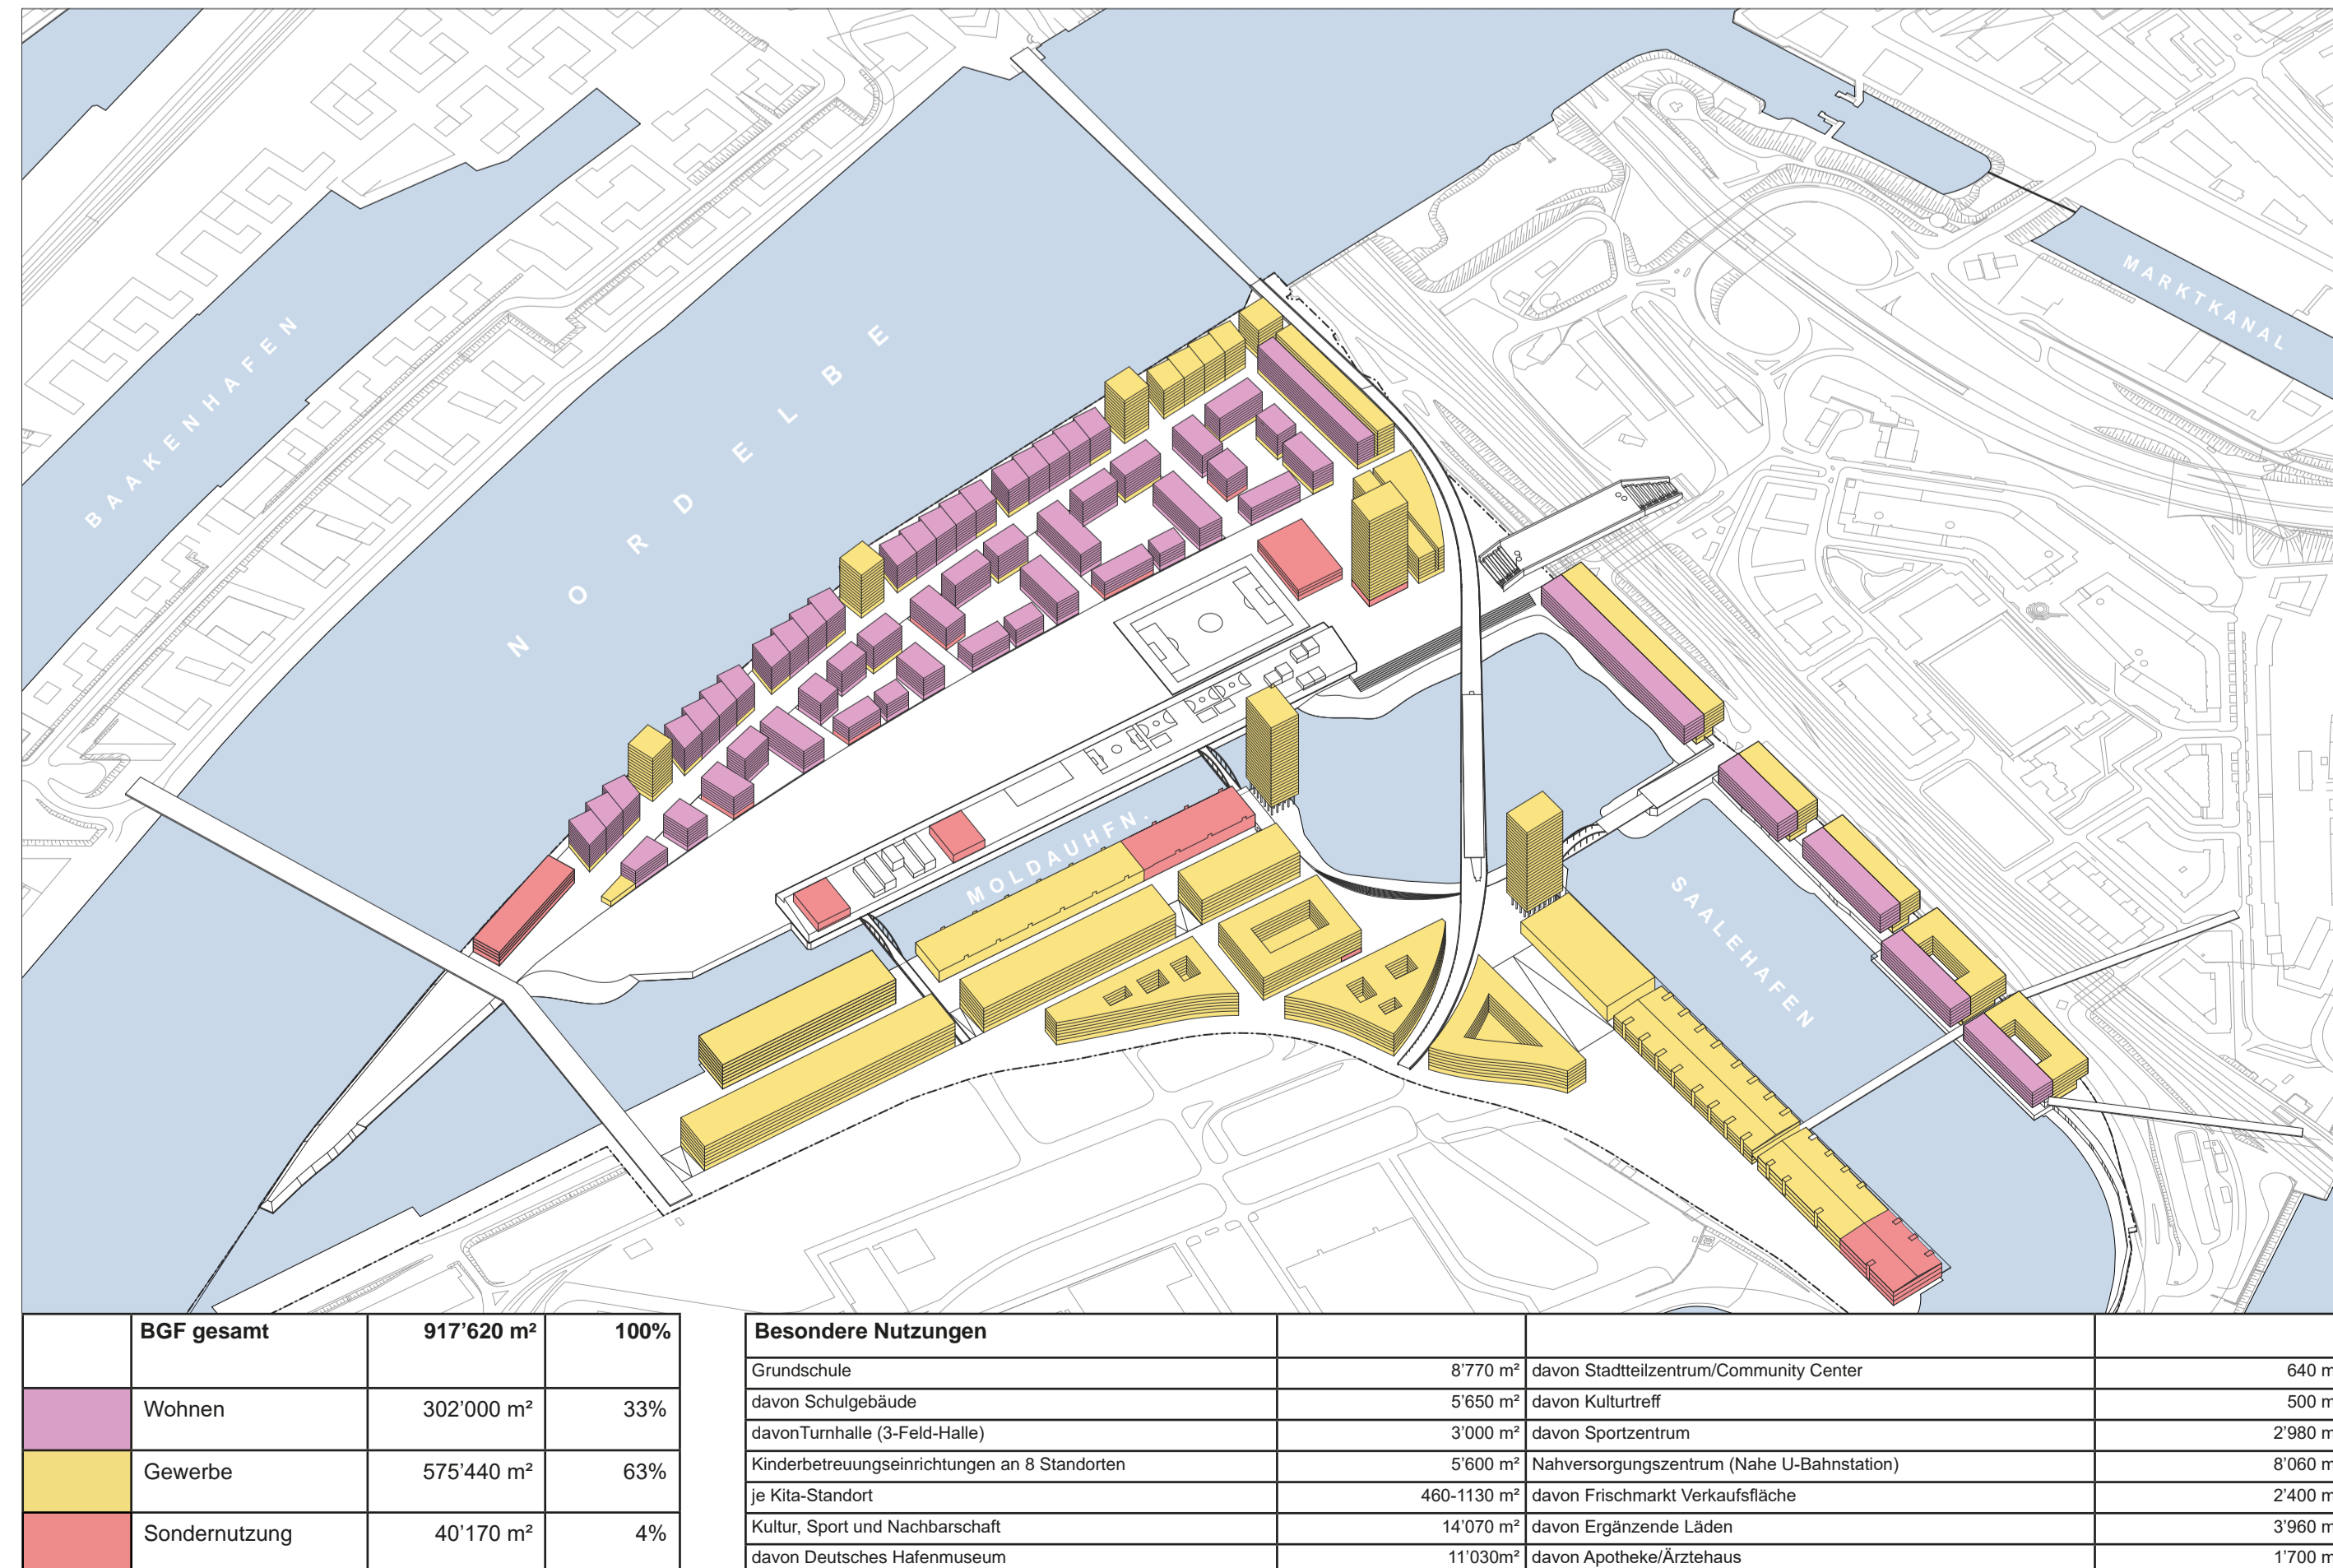 BAAKENHAFEN
NORDELBE
MARKTKANAL
MOLDAUHFN.
SAALEHAFEN
BGF gesamt 917’620 m² 100%
Wohnen 302’000 m² 33%
Gewerbe 575’440 m² 63%
Sondernutzung 40’170 m² 4%
Besondere Nutzungen
Grundschule 8’770 m² davon Stadtteilzentrum/Community Center 640 m
davon Schulgebäude 5’650 m² davon Kulturtreff 500 m
davonTurnhalle (3-Feld-Halle) 3’000 m² davon Sportzentrum 2’980 m
Kinderbetreuungseinrichtungen an 8 Standorten 5’600 m² Nahversorgungszentrum (Nahe U-Bahnstation) 8’060 m
je Kita-Standort 460-1130 m² davon Frischmarkt Verkaufsfläche 2’400 m
Kultur, Sport und Nachbarschaft 14’070 m² davon Ergänzende Läden 3’960 m
davon Deutsches Hafenmuseum 11’030m² davon Apotheke/Ärztehaus 1’700 m